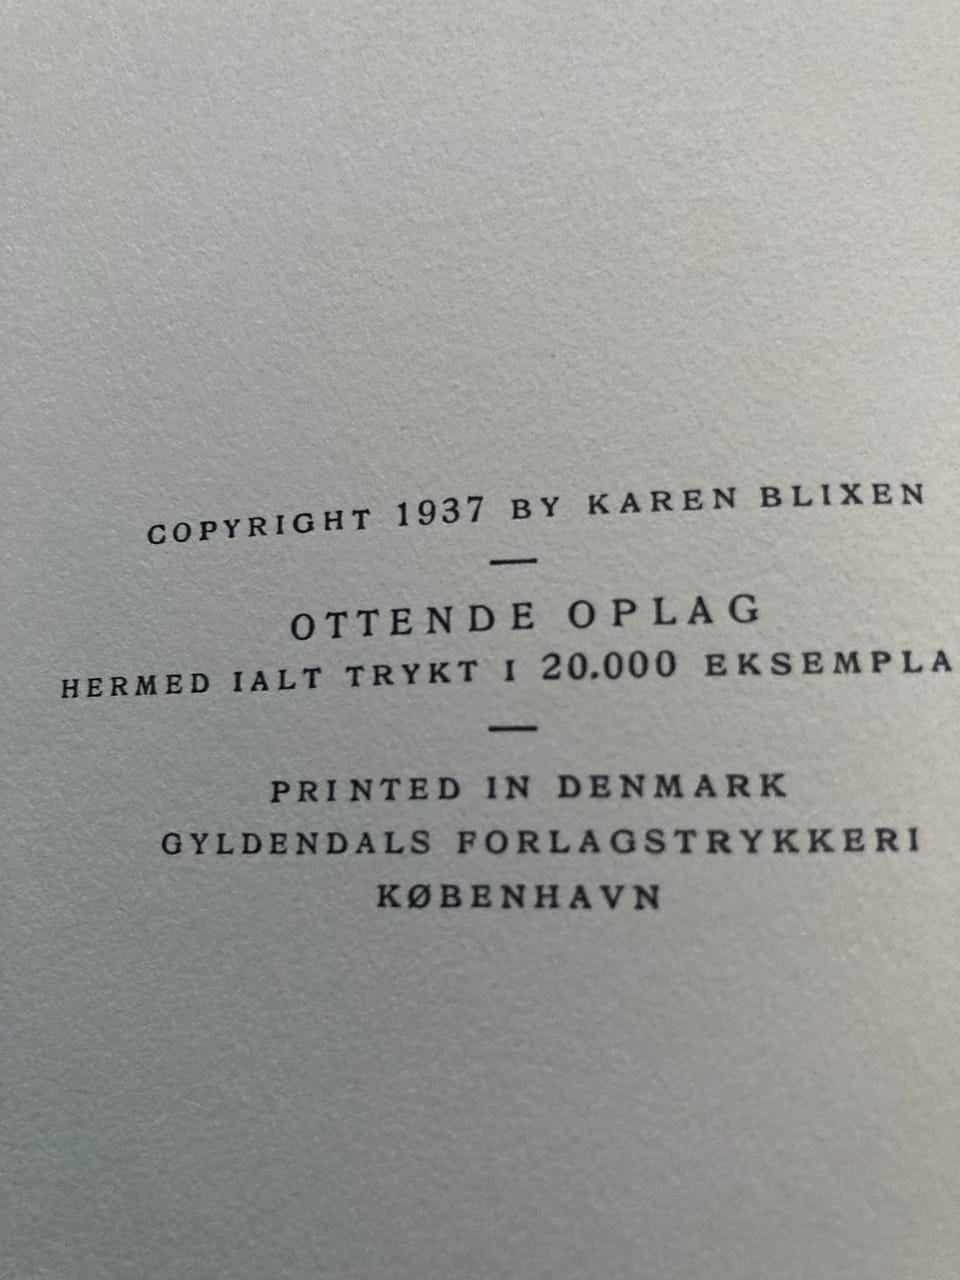 COPYRIGHT 1937 BY KAREN BLIXEN
OTTENDE OPLAG
HERMED IALT TRYKT I 20.000 EKSEMPLA
PRINTED IN DENMARK
GYLDENDALS FORLAGSTRYKKERI
KØBENHAVN